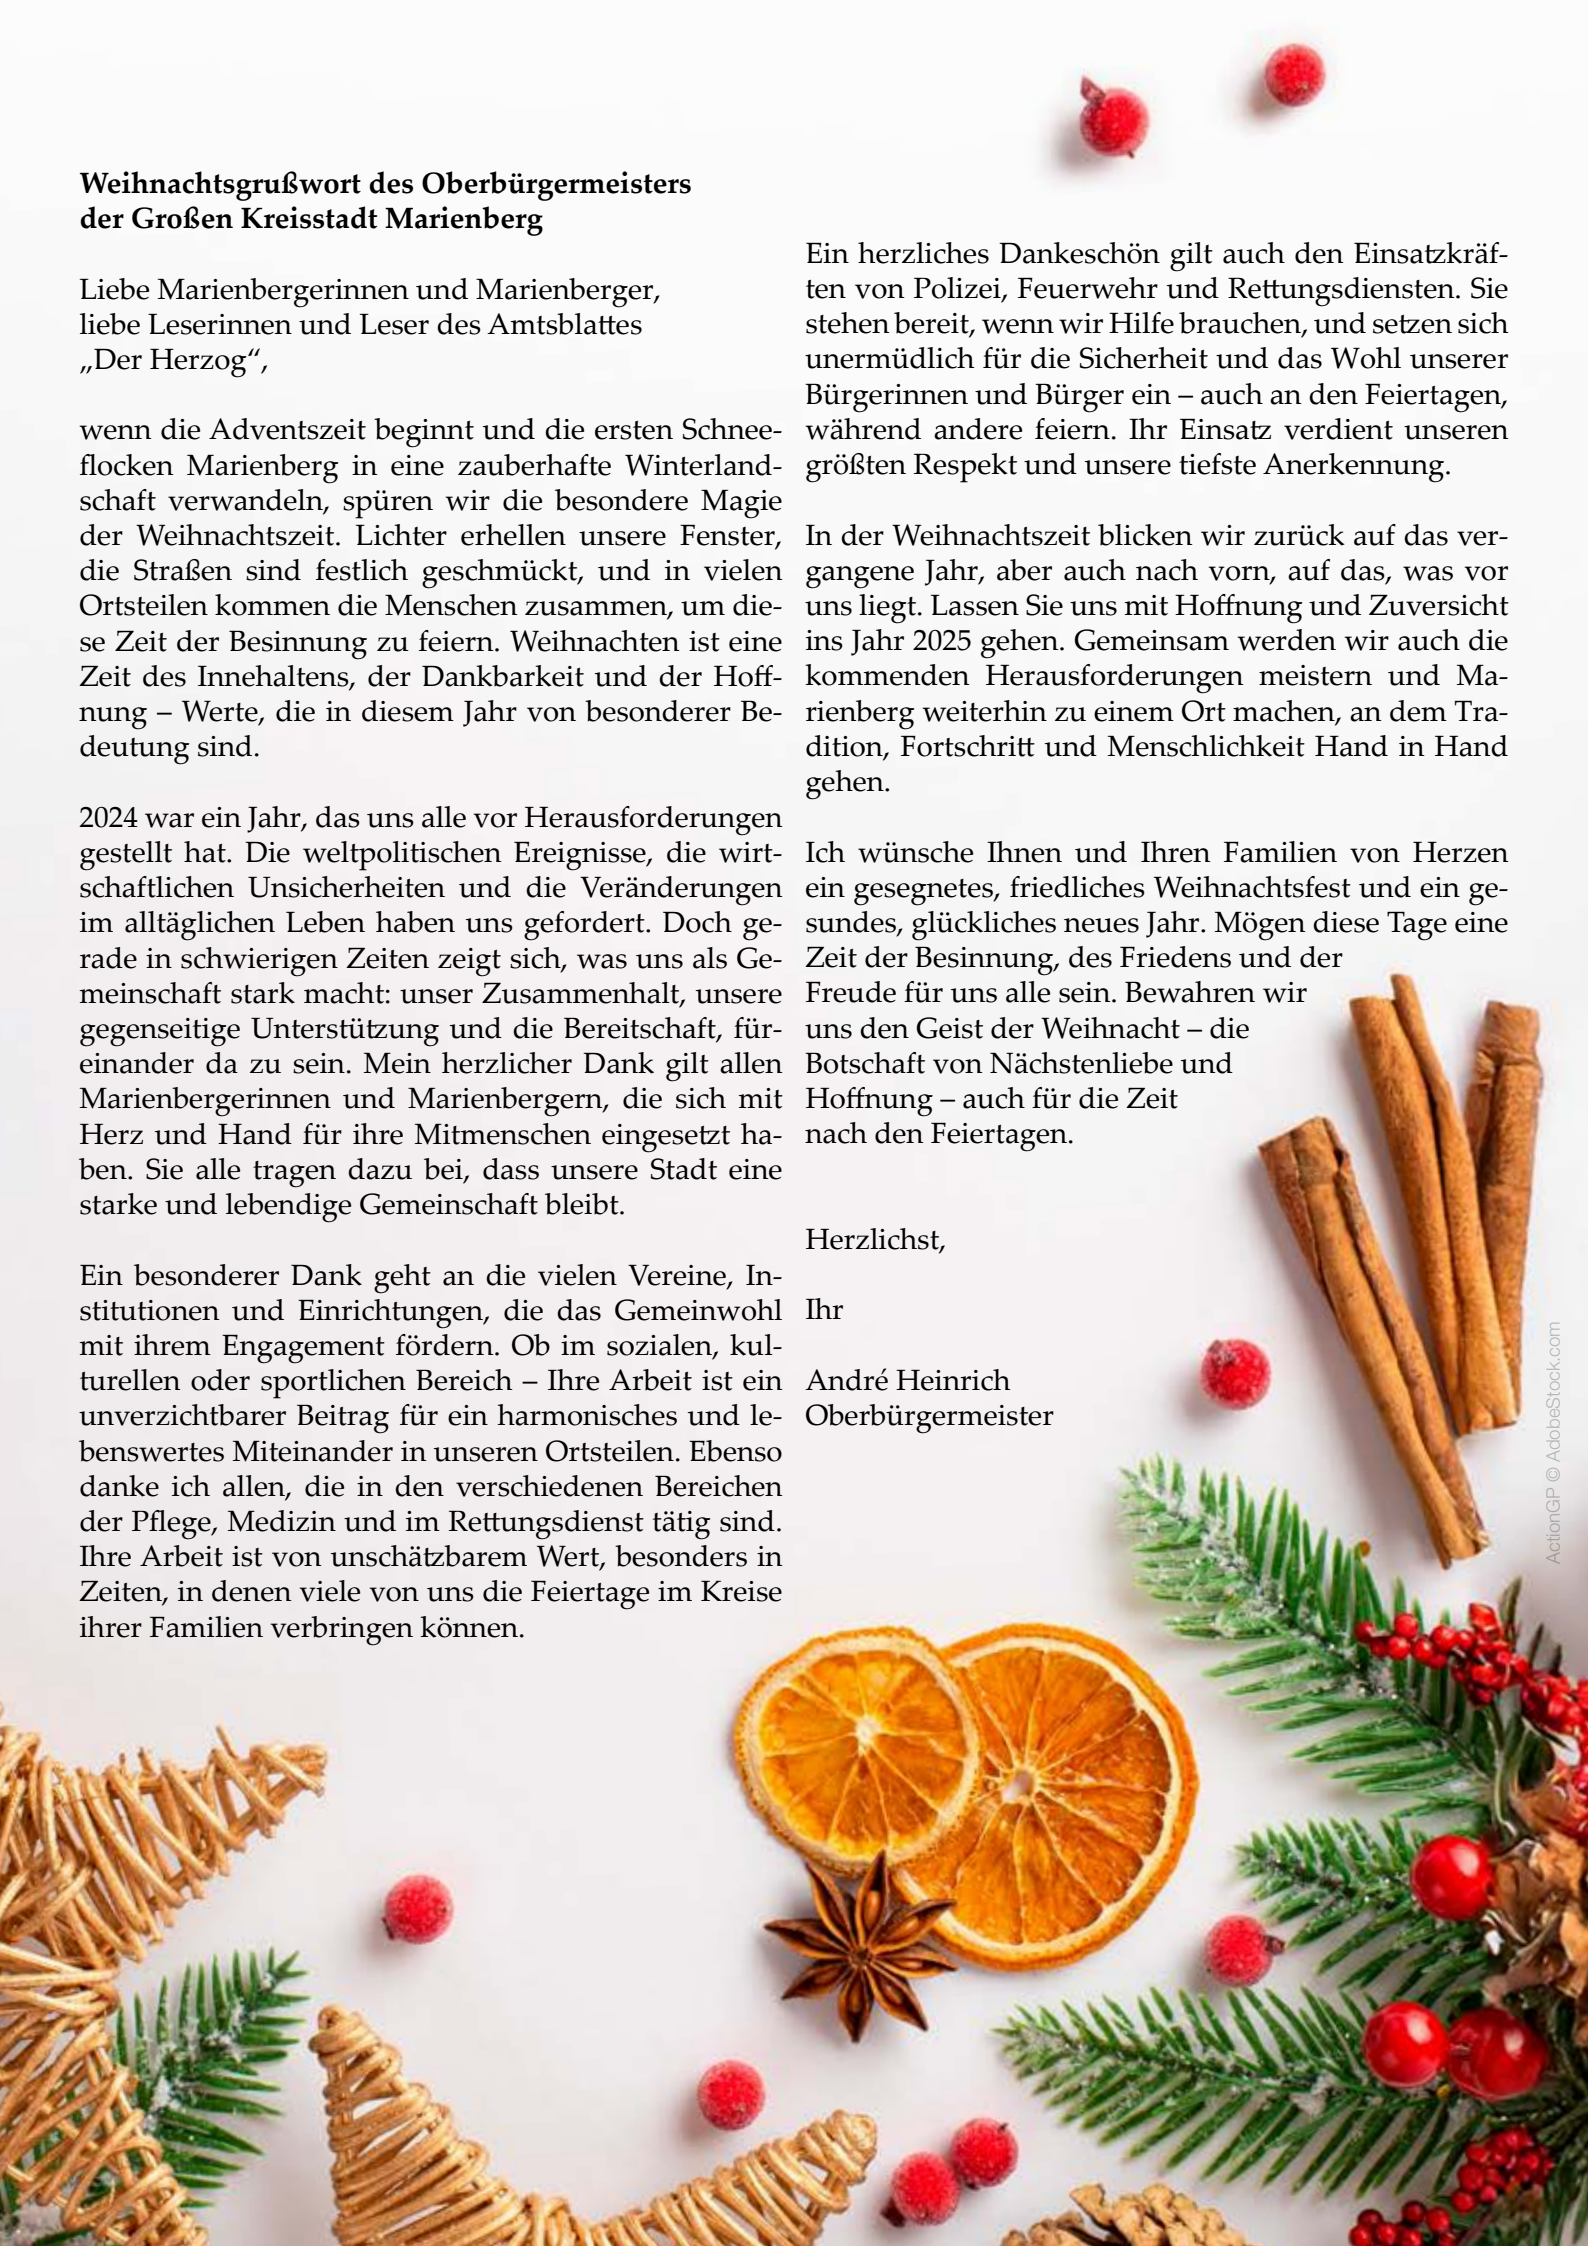 Weihnachtsgrußwort des Oberbürgermeisters
der Großen Kreisstadt Marienberg
Liebe Marienbergerinnen und Marienberger,
liebe Leserinnen und Leser des Amtsblattes
„Der Herzog“,
wenn die Adventszeit beginnt und die ersten Schnee-
flocken Marienberg in eine zauberhafte Winterland-
schaft verwandeln, spüren wir die besondere Magie
der Weihnachtszeit. Lichter erhellen unsere Fenster,
die Straßen sind festlich geschmückt, und in vielen
Ortsteilen kommen die Menschen zusammen, um die-
se Zeit der Besinnung zu feiern. Weihnachten ist eine
Zeit des Innehaltens, der Dankbarkeit und der Hoff-
nung – Werte, die in diesem Jahr von besonderer Be-
deutung sind.
2024 war ein Jahr, das uns alle vor Herausforderungen
gestellt hat. Die weltpolitischen Ereignisse, die wirt-
schaftlichen Unsicherheiten und die Veränderungen
im alltäglichen Leben haben uns gefordert. Doch ge-
rade in schwierigen Zeiten zeigt sich, was uns als Ge-
meinschaft stark macht: unser Zusammenhalt, unsere
gegenseitige Unterstützung und die Bereitschaft, für-
einander da zu sein. Mein herzlicher Dank gilt allen
Marienbergerinnen und Marienbergern, die sich mit
Herz und Hand für ihre Mitmenschen eingesetzt ha-
ben. Sie alle tragen dazu bei, dass unsere Stadt eine
starke und lebendige Gemeinschaft bleibt.
Ein besonderer Dank geht an die vielen Vereine, In-
stitutionen und Einrichtungen, die das Gemeinwohl
mit ihrem Engagement fördern. Ob im sozialen, kul-
turellen oder sportlichen Bereich – Ihre Arbeit ist ein
unverzichtbarer Beitrag für ein harmonisches und le-
benswertes Miteinander in unseren Ortsteilen. Ebenso
danke ich allen, die in den verschiedenen Bereichen
der Pflege, Medizin und im Rettungsdienst tätig sind.
Ihre Arbeit ist von unschätzbarem Wert, besonders in
Zeiten, in denen viele von uns die Feiertage im Kreise
ihrer Familien verbringen können.
Ein herzliches Dankeschön gilt auch den Einsatzkräf-
ten von Polizei, Feuerwehr und Rettungsdiensten. Sie
stehen bereit, wenn wir Hilfe brauchen, und setzen sich
unermüdlich für die Sicherheit und das Wohl unserer
Bürgerinnen und Bürger ein – auch an den Feiertagen,
während andere feiern. Ihr Einsatz verdient unseren
größten Respekt und unsere tiefste Anerkennung.
In der Weihnachtszeit blicken wir zurück auf das ver-
gangene Jahr, aber auch nach vorn, auf das, was vor
uns liegt. Lassen Sie uns mit Hoffnung und Zuversicht
ins Jahr 2025 gehen. Gemeinsam werden wir auch die
kommenden Herausforderungen meistern und Ma-
rienberg weiterhin zu einem Ort machen, an dem Tra-
dition, Fortschritt und Menschlichkeit Hand in Hand
gehen.
Ich wünsche Ihnen und Ihren Familien von Herzen
ein gesegnetes, friedliches Weihnachtsfest und ein ge-
sundes, glückliches neues Jahr. Mögen diese Tage eine
Zeit der Besinnung, des Friedens und der
Freude für uns alle sein. Bewahren wir
uns den Geist der Weihnacht – die
Botschaft von Nächstenliebe und
Hoffnung – auch für die Zeit
nach den Feiertagen.
Herzlichst,
Ihr
André Heinrich
Oberbürgermeister
ActionGP © AdobeStock.com